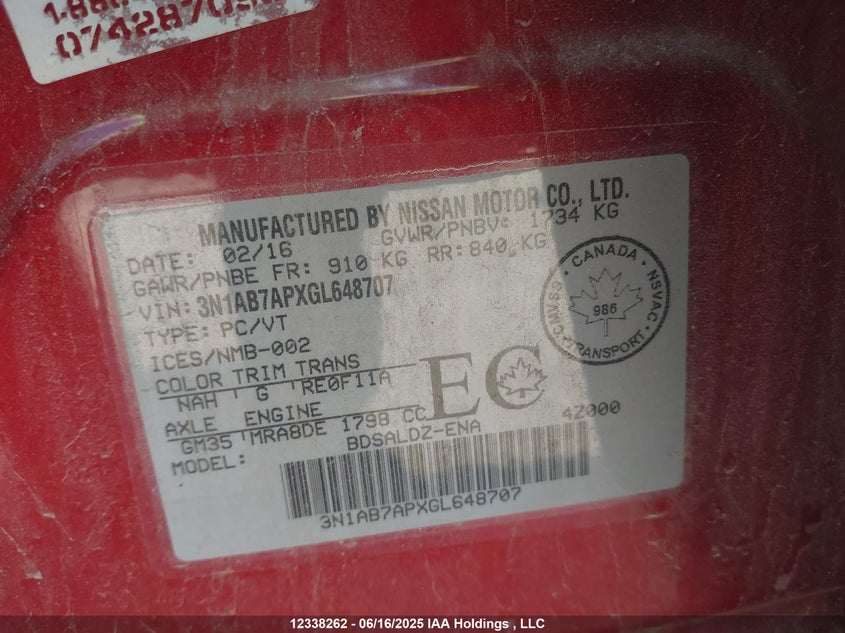 074287
MANUFACTURED BY NISSAN MOTOR CO., LTD.
DATE: 02/16 GVWR/PNBV: 1734 KG
GAWR/PNBE FR: 910 KG RR: 840 KG
VIN: 3N1AB7APXGL648707
TYPE: PC/VT
ICES/NMB-002
COLOR TRIM TRANS
NAH G RE0F11A
AXLE ENGINE
GM35 MRA8DE 1798 CC
EC
4Z000
MODEL: BDSALDZ-ENA
3N1AB7APXGL648707
CANADA
CMVSS NSVAC
986
TRANSPORT
12338262 - 06/16/2025 IAA Holdings , LLC